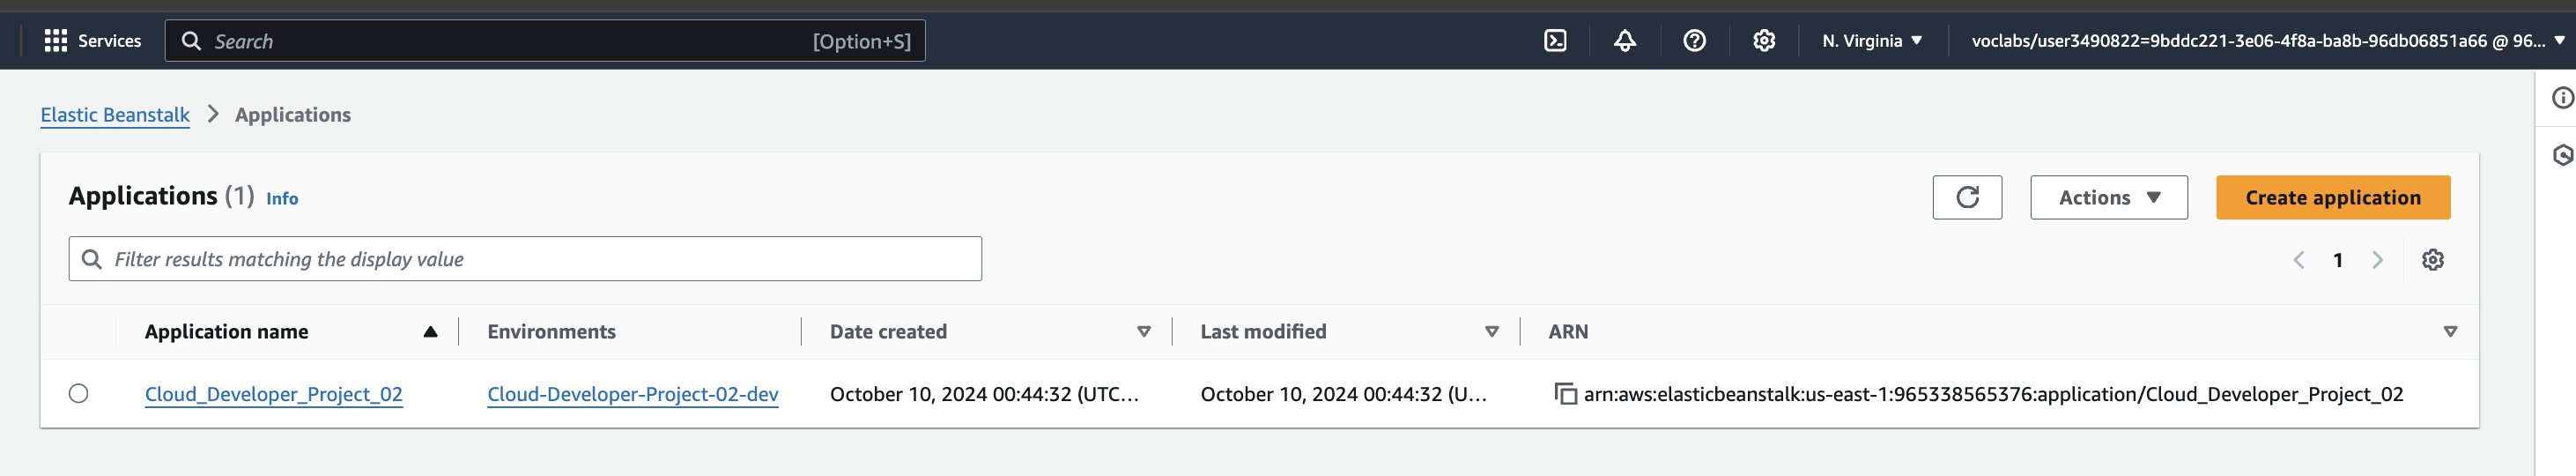 Services Search [Option+S] N. Virginia voclabs/user3490822=9bddc221-3e06-4f8a-ba8b-96db06851a66 @ 96...
Elastic Beanstalk Applications
Applications (1) Info Actions Create application
Filter results matching the display value 1
Application name Environments Date created Last modified ARN
Cloud_Developer_Project_02 Cloud-Developer-Project-02-dev October 10, 2024 00:44:32 (UTC... October 10, 2024 00:44:32 (U... arn:aws:elasticbeanstalk:us-east-1:965338565376:application/Cloud_Developer_Project_02